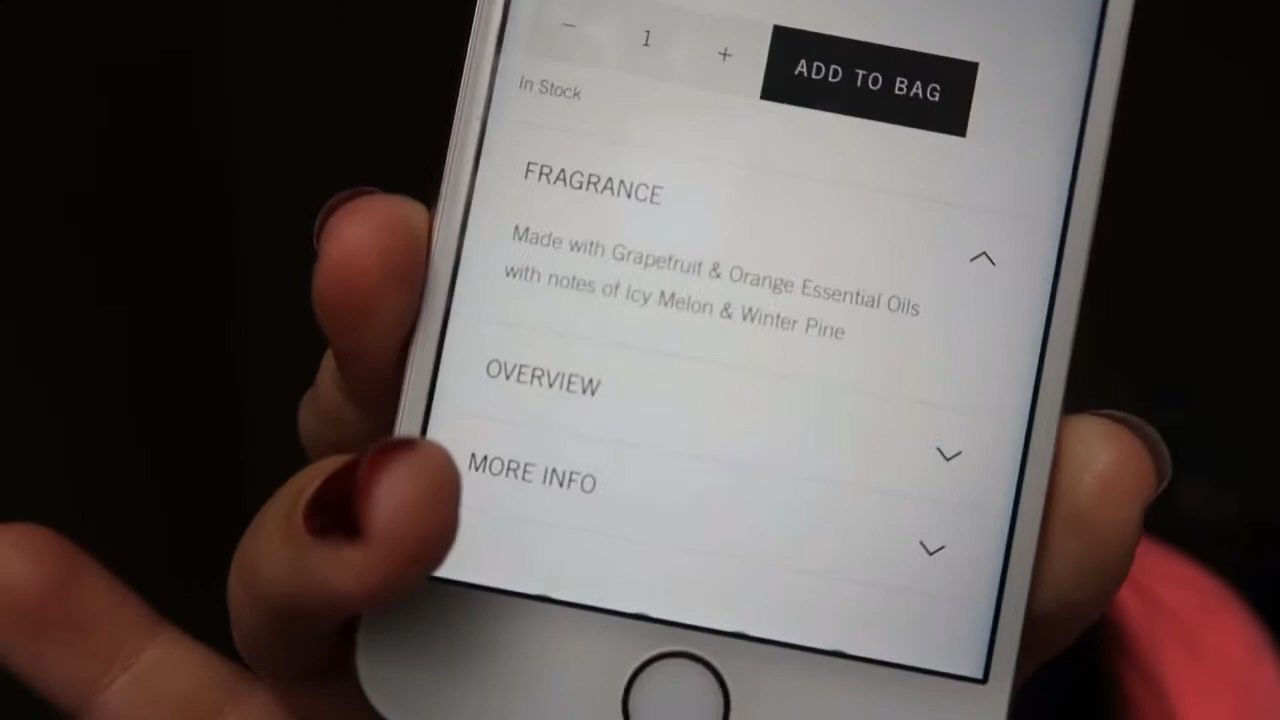 − 1 + ADD TO BAG
In Stock
FRAGRANCE
Made with Grapefruit & Orange Essential Oils
with notes of Icy Melon & Winter Pine
OVERVIEW
MORE INFO